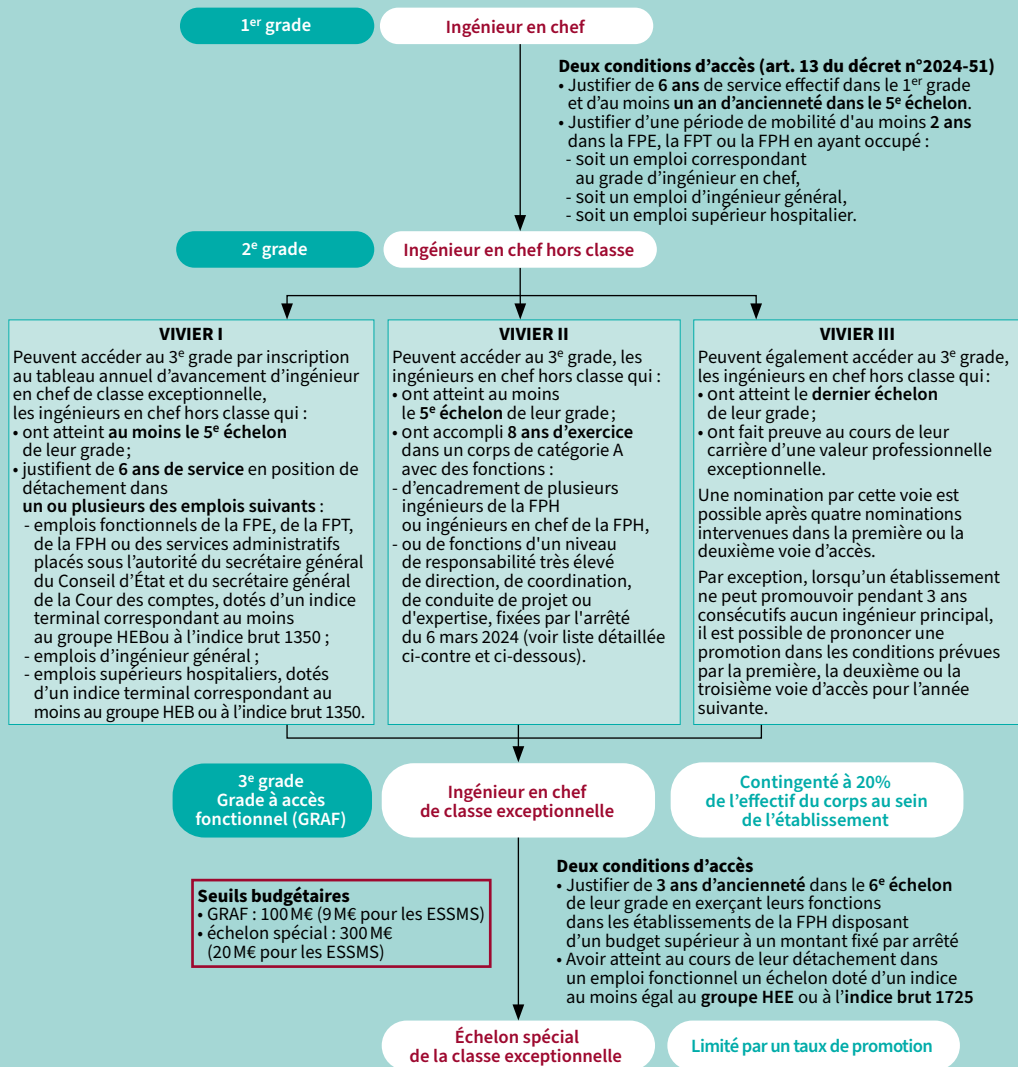 1er grade
Ingénieur en chef
Deux conditions d'accès (art. 13 du décret n°2024-51)
• Justifier de 6 ans de service effectif dans le 1er grade
et d'au moins un an d'ancienneté dans le 5e échelon.
• Justifier d'une période de mobilité d'au moins 2 ans
dans la FPE, la FPT ou la FPH en ayant occupé :
- soit un emploi correspondant
au grade d'ingénieur en chef,
- soit un emploi d'ingénieur général,
- soit un emploi supérieur hospitalier.
2e grade
Ingénieur en chef hors classe
VIVIER I
Peuvent accéder au 3e grade par inscription
au tableau annuel d'avancement d'ingénieur
en chef de classe exceptionnelle,
les ingénieurs en chef hors classe qui :
• ont atteint au moins le 5e échelon
de leur grade;
• justifient de 6 ans de service en position de
détachement dans
un ou plusieurs des emplois suivants :
- emplois fonctionnels de la FPE, de la FPT,
de la FPH ou des services administratifs
placés sous l'autorité du secrétaire général
du Conseil d'État et du secrétaire général
de la Cour des comptes, dotés d'un indice
terminal correspondant au moins
au groupe HEBou à l'indice brut 1350 ;
- emplois d'ingénieur général ;
- emplois supérieurs hospitaliers, dotés
d'un indice terminal correspondant au
moins au groupe HEB ou à l'indice brut 1350.
VIVIER II
Peuvent accéder au 3e grade, les
ingénieurs en chef hors classe qui :
• ont atteint au moins
le 5e échelon de leur grade;
• ont accompli 8 ans d'exercice
dans un corps de catégorie A
avec des fonctions :
- d'encadrement de plusieurs
ingénieurs de la FPH
ou ingénieurs en chef de la FPH,
- ou de fonctions d'un niveau
de responsabilité très élevé
de direction, de coordination,
de conduite de projet ou
d'expertise, fixées par l'arrêté
du 6 mars 2024 (voir liste détaillée
ci-contre et ci-dessous).
VIVIER III
Peuvent également accéder au 3e grade,
les ingénieurs en chef hors classe qui :
• ont atteint le dernier échelon
de leur grade;
• ont fait preuve au cours de leur
carrière d'une valeur professionnelle
exceptionnelle.
Une nomination par cette voie est
possible après quatre nominations
intervenues dans la première ou la
deuxième voie d'accès.
Par exception, lorsqu'un établissement
ne peut promouvoir pendant 3 ans
consécutifs aucun ingénieur principal,
il est possible de prononcer une
promotion dans les conditions prévues
par la première, la deuxième ou la
troisième voie d'accès pour l'année
suivante.
3e grade
Grade à accès
fonctionnel (GRAF)
Ingénieur en chef
de classe exceptionnelle
Contingenté à 20%
de l'effectif du corps au sein
de l'établissement
Seuils budgétaires
• GRAF : 100 M€ (9 M€ pour les ESSMS)
• échelon spécial : 300 M€
(20 M€ pour les ESSMS)
Deux conditions d'accès
• Justifier de 3 ans d'ancienneté dans le 6e échelon
de leur grade en exerçant leurs fonctions
dans les établissements de la FPH disposant
d'un budget supérieur à un montant fixé par arrêté
• Avoir atteint au cours de leur détachement dans
un emploi fonctionnel un échelon doté d'un indice
au moins égal au groupe HEE ou à l'indice brut 1725
Échelon spécial
de la classe exceptionnelle
Limité par un taux de promotion